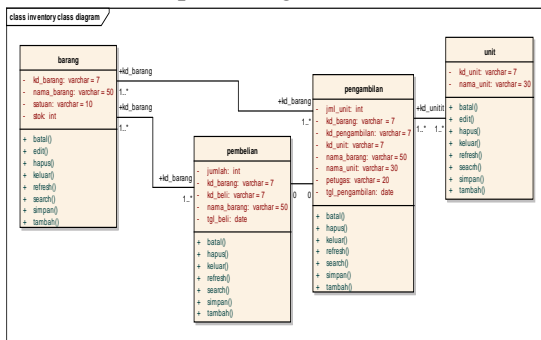 class inventory class diagram
barang
- kd_barang: varchar = 7
- nama_barang: varchar = 50
- satuan: varchar = 10
- stok: int
+ batal()
+ edit()
+ hapus()
+ keluar()
+ refresh()
+ search()
+ simpan()
+ tambah()
+kd_barang
1..*
+kd_barang
1..*
+kd_barang
1..*
+kd_barang
1..*
pembelian
- jumlah: int
- kd_barang: varchar = 7
- kd_beli: varchar = 7
- nama_barang: varchar = 50
- tgl_beli: date
+ batal()
+ hapus()
+ keluar()
+ refresh()
+ search()
+ simpan()
+ tambah()
0
0
pengambilan
- jml_unit: int
- kd_barang: varchar = 7
- kd_pengambilan: varchar = 7
- kd_unit: varchar = 7
- nama_barang: varchar = 50
- nama_unit: varchar = 30
- petugas: varchar = 20
- tgl_pengambilan: date
+ batal()
+ hapus()
+ keluar()
+ refresh()
+ search()
+ simpan()
+ tambah()
+kd_unitit
1..*
1..*
unit
- kd_unit: varchar = 7
- nama_unit: varchar = 30
+ batal()
+ edit()
+ hapus()
+ keluar()
+ refresh()
+ seacrh()
+ simpan()
+ tambah()